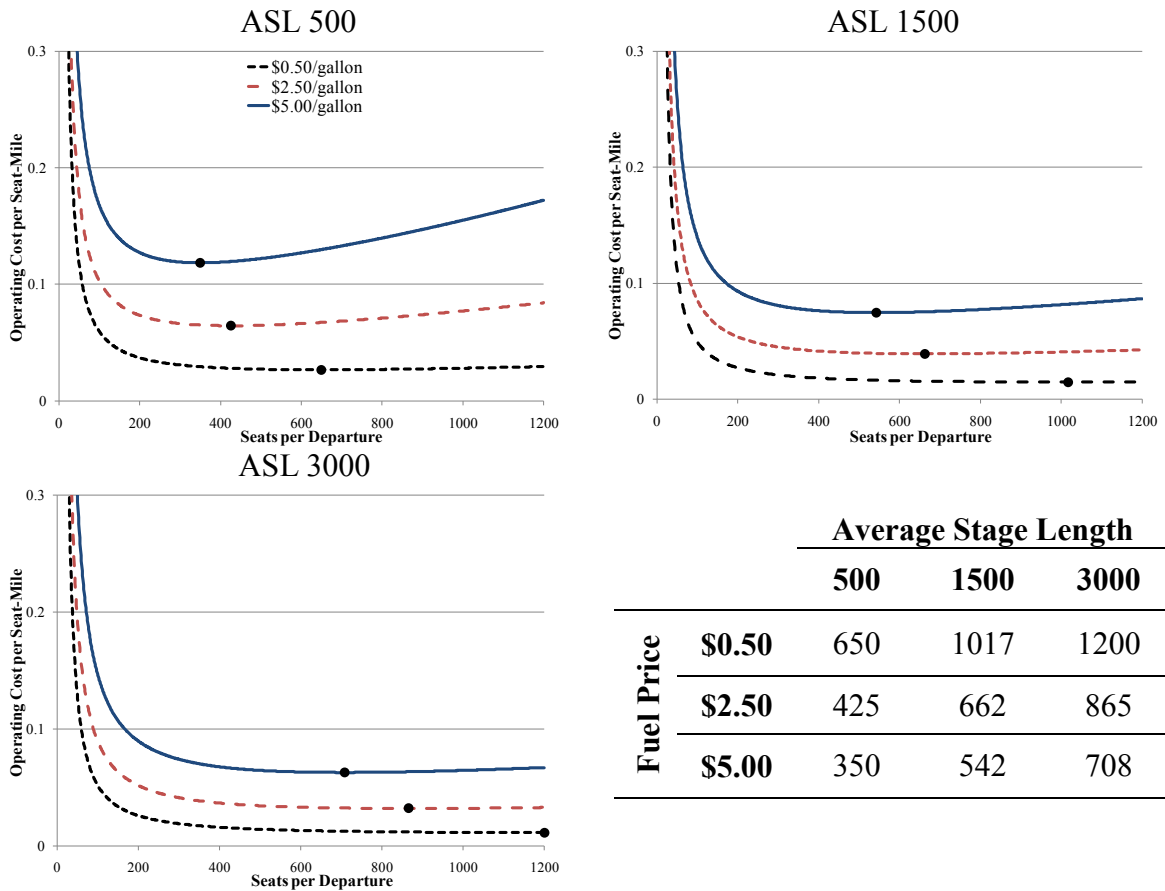 ASL 500
0.3
0.2
0.1
0
Operating Cost per Seat-Mile
$0.50/gallon
$2.50/gallon
$5.00/gallon
0 200 400 600 800 1000 1200
Seats per Departure
ASL 1500
0.3
0.2
0.1
0
Operating Cost per Seat-Mile
0 200 400 600 800 1000 1200
Seats per Departure
ASL 3000
0.3
0.2
0.1
0
Operating Cost per Seat-Mile
0 200 400 600 800 1000 1200
Seats per Departure
Average Stage Length
500 1500 3000
Fuel Price
$0.50 650 1017 1200
$2.50 425 662 865
$5.00 350 542 708